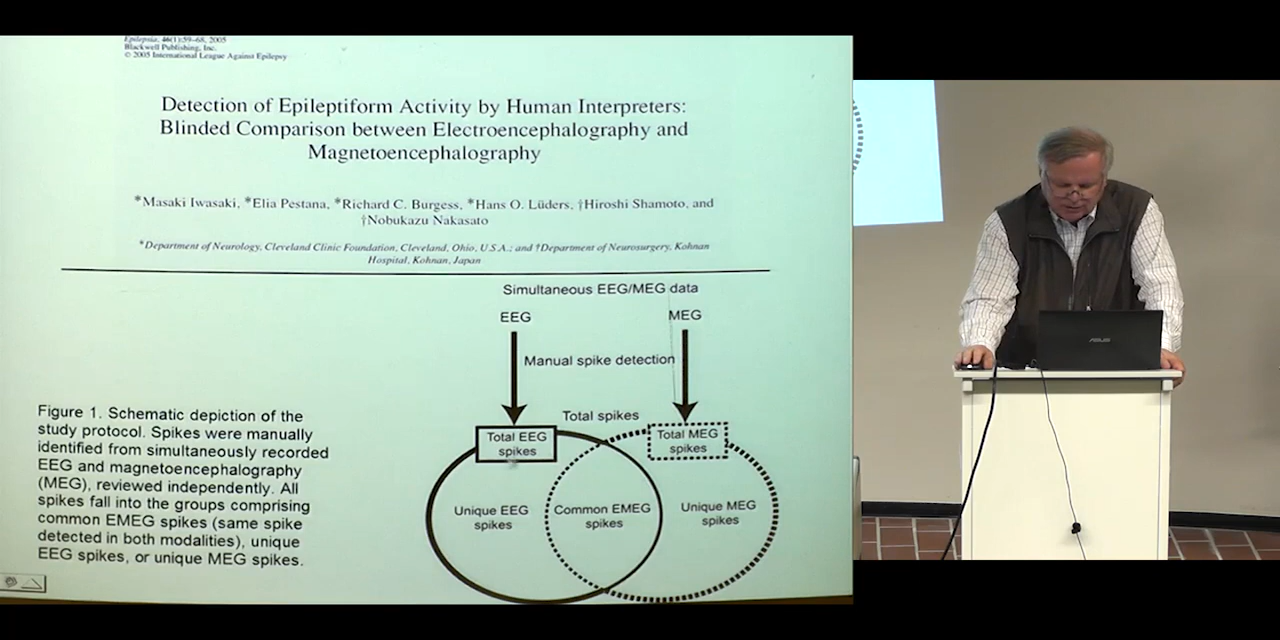 Epilepsia, 46(1):59–68, 2005
Blackwell Publishing, Inc.
© 2005 International League Against Epilepsy
Detection of Epileptiform Activity by Human Interpreters:
Blinded Comparison between Electroencephalography and
Magnetoencephalography
*Masaki Iwasaki, *Elia Pestana, *Richard C. Burgess, *Hans O. Lüders, †Hiroshi Shamoto, and
†Nobukazu Nakasato
*Department of Neurology, Cleveland Clinic Foundation, Cleveland, Ohio, U.S.A.; and †Department of Neurosurgery, Kohnan
Hospital, Kohnan, Japan
Simultaneous EEG/MEG data
EEG
MEG
Manual spike detection
Total spikes
Total EEG
spikes
Total MEG
spikes
Unique EEG
spikes
Common EMEG
spikes
Unique MEG
spikes
Figure 1. Schematic depiction of the
study protocol. Spikes were manually
identified from simultaneously recorded
EEG and magnetoencephalography
(MEG), reviewed independently. All
spikes fall into the groups comprising
common EMEG spikes (same spike
detected in both modalities), unique
EEG spikes, or unique MEG spikes.
ASUS